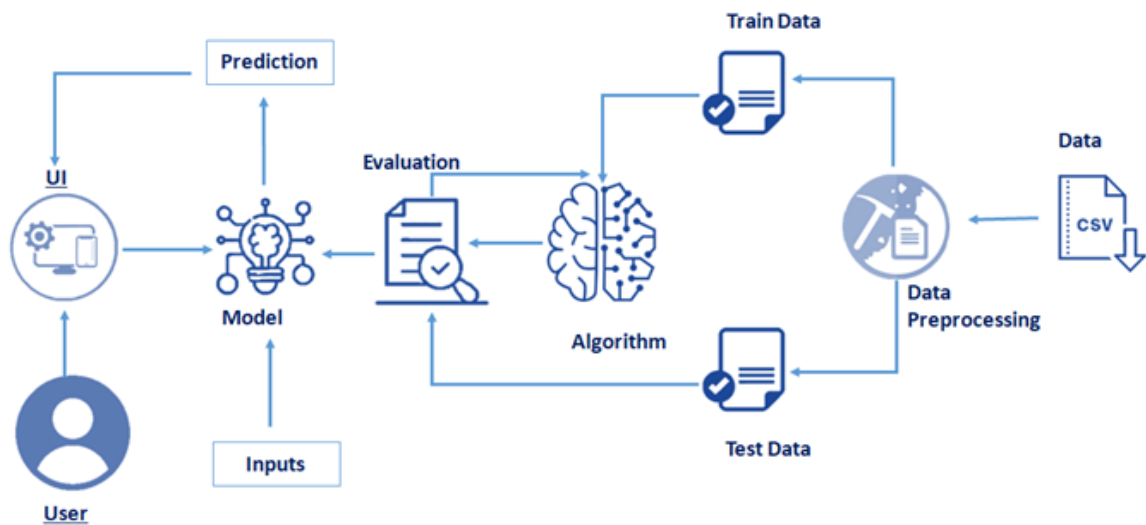 Train Data
Prediction
Data
Evaluation
UI
CSV
Model
Data
Preprocessing
Algorithm
Inputs
Test Data
User